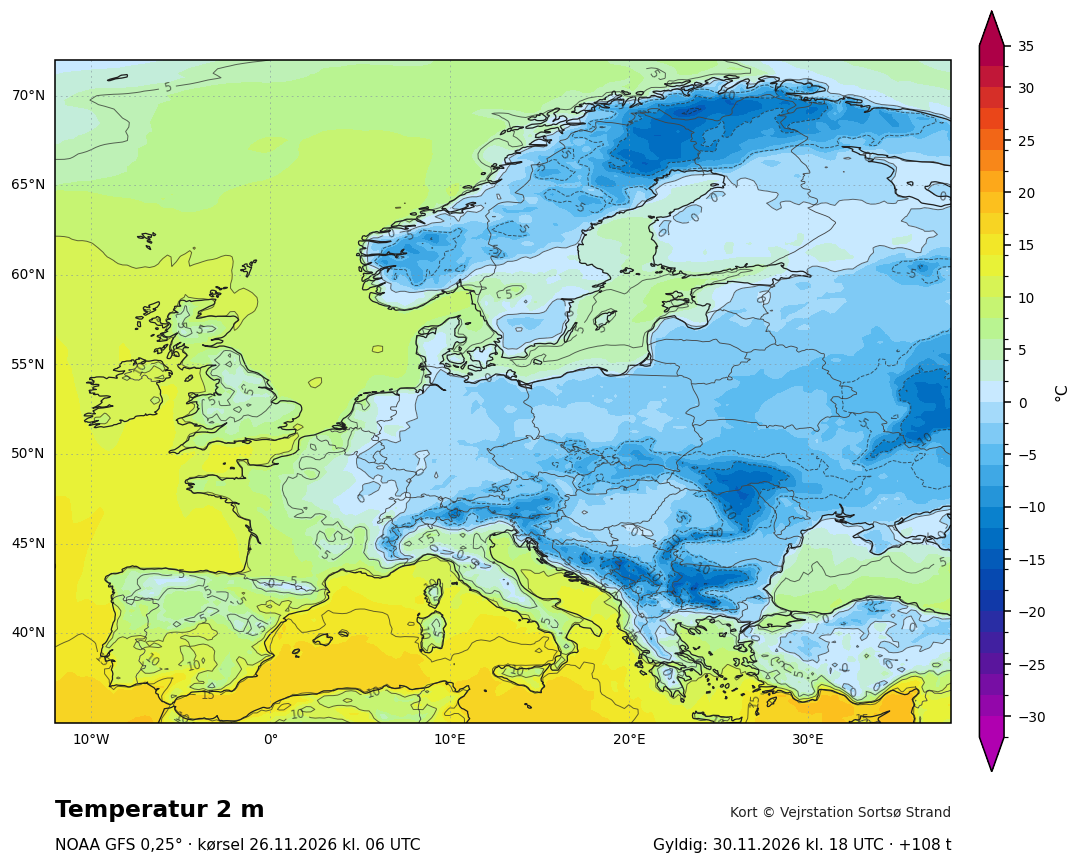 35
30
25
20
15
10
5
0
−5
−10
−15
−20
−25
−30
°C
70°N
65°N
60°N
55°N
50°N
45°N
40°N
10°W 0° 10°E 20°E 30°E
Temperatur 2 m
Kort © Vejrstation Sortsø Strand
NOAA GFS 0,25° · kørsel 26.11.2026 kl. 06 UTC
Gyldig: 30.11.2026 kl. 18 UTC · +108 t